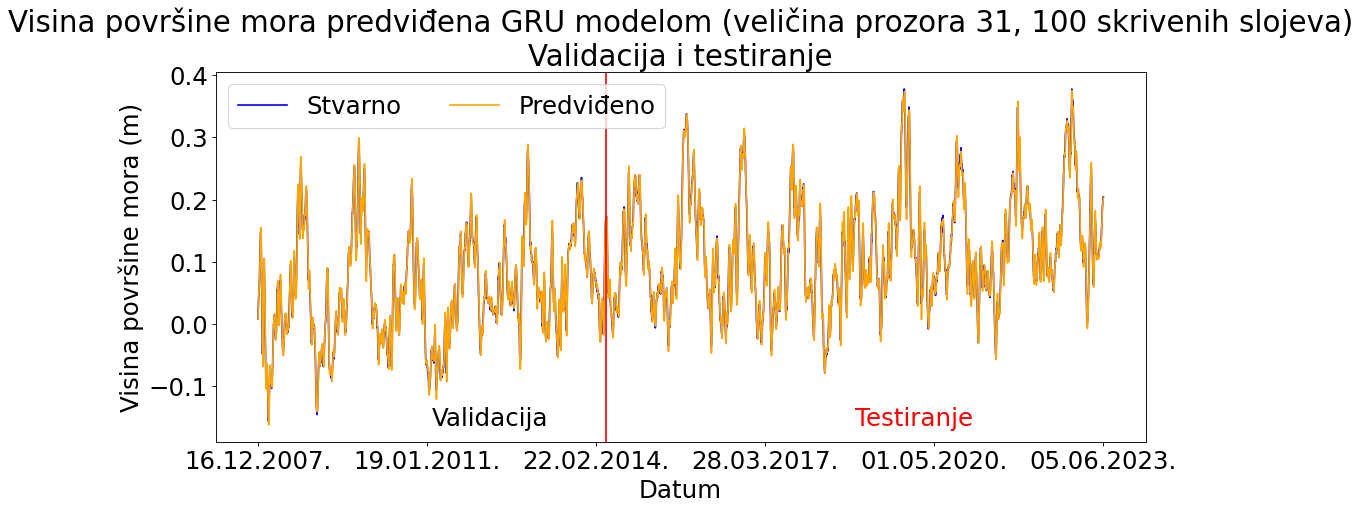 Visina površine mora predviđena GRU modelom (veličina prozora 31, 100 skrivenih slojeva)
Validacija i testiranje
Stvarno
Predviđeno
Visina površine mora (m)
0.4
0.3
0.2
0.1
0.0
−0.1
Validacija
Testiranje
16.12.2007.
19.01.2011.
22.02.2014.
28.03.2017.
01.05.2020.
05.06.2023.
Datum